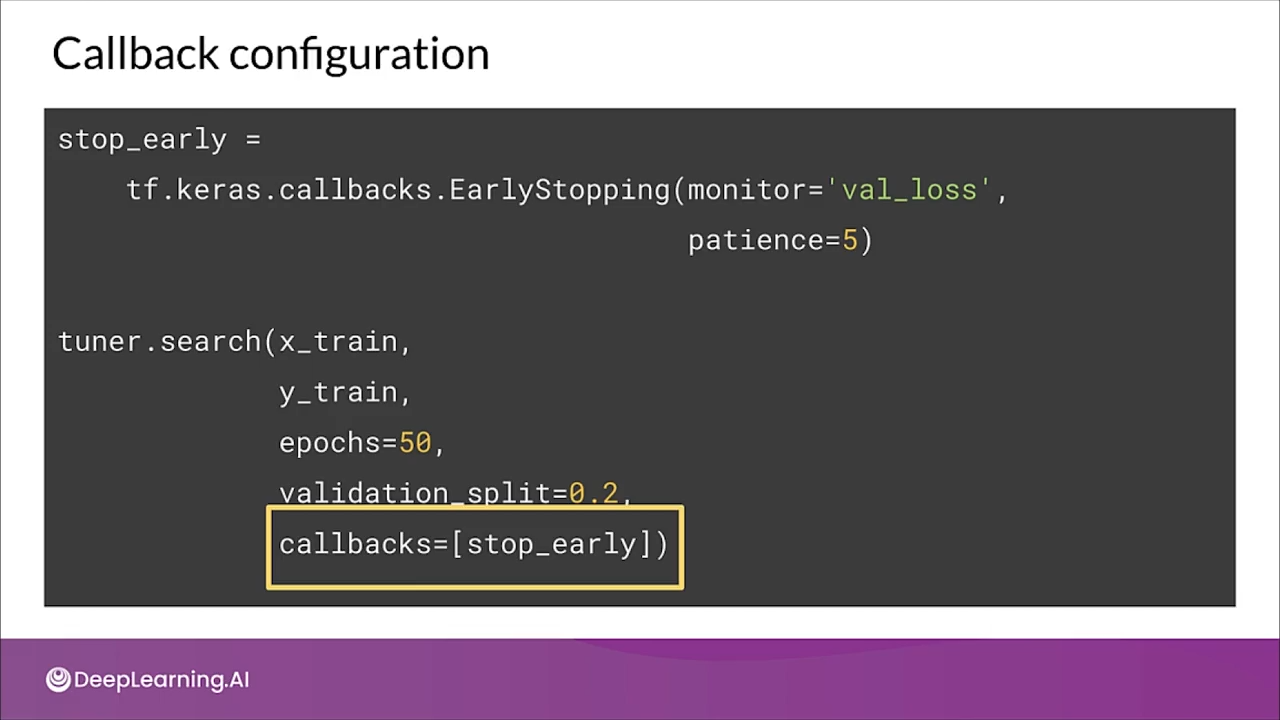 Callback configuration
stop_early =
tf.keras.callbacks.EarlyStopping(monitor='val_loss',
patience=5)
tuner.search(x_train,
y_train,
epochs=50,
validation_split=0.2,
callbacks=[stop_early])
DeepLearning.AI